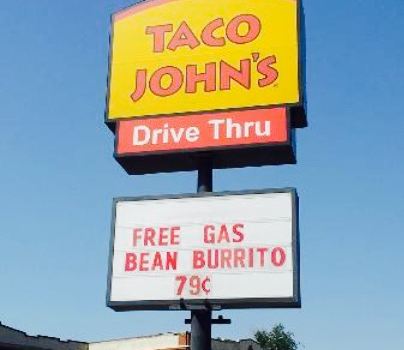 TACO
JOHN'S
Drive Thru
FREE GAS
BEAN BURRITO
79¢